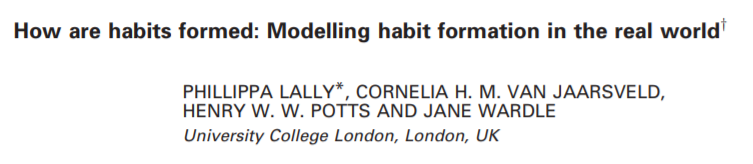 How are habits formed: Modelling habit formation in the real world†
PHILLIPPA LALLY*, CORNELIA H. M. VAN JAARSVELD,
HENRY W. W. POTTS AND JANE WARDLE
University College London, London, UK